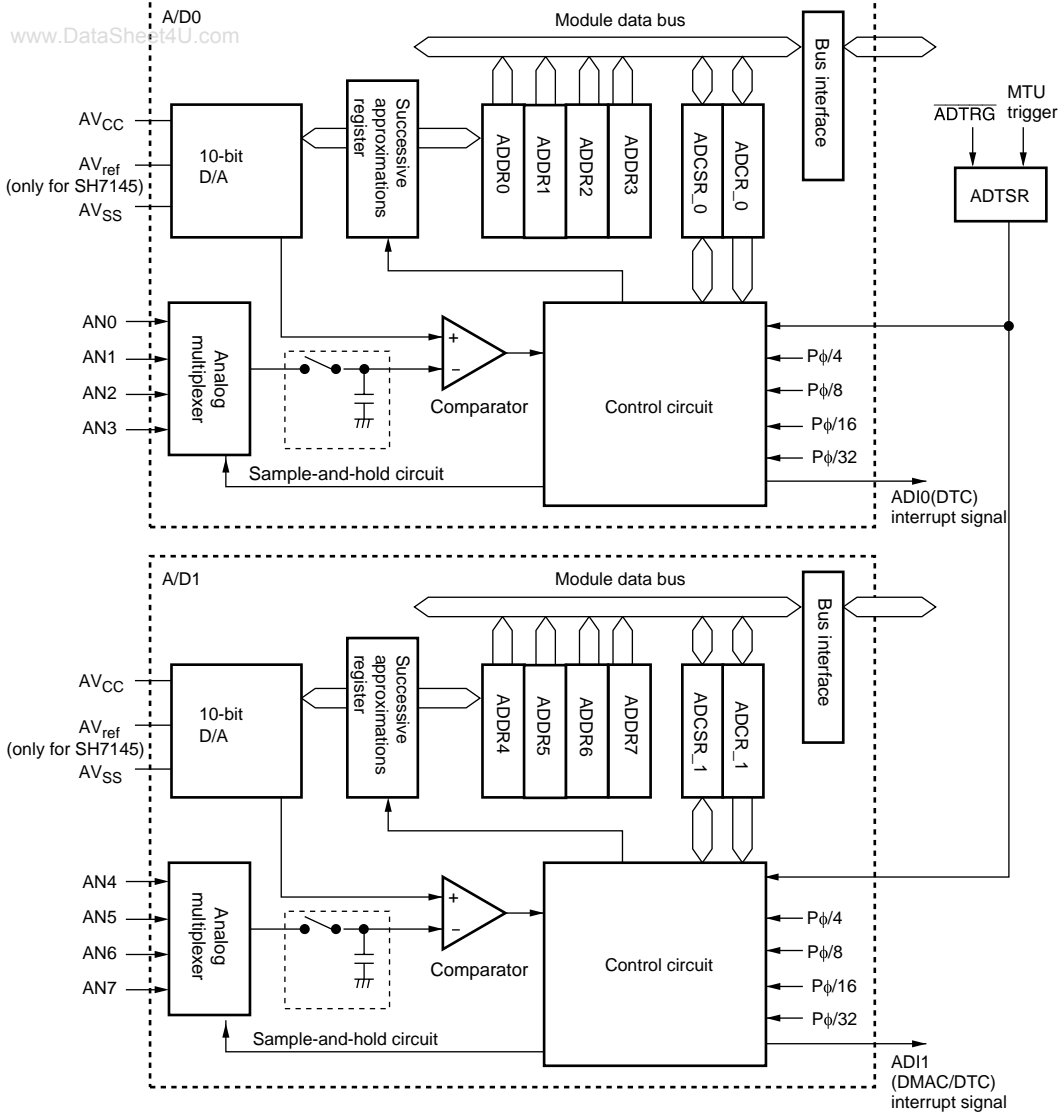 A/D0
www.DataSheet4U.com
Module data bus
Bus interface
AVCC
AVref
(only for SH7145)
AVSS
10-bit
D/A
Successive
approximations
register
ADDR0
ADDR1
ADDR2
ADDR3
ADCSR_0
ADCR_0
ADTRG
MTU
trigger
ADTSR
AN0
AN1
AN2
AN3
Analog
multiplexer
+
−
Comparator
Sample-and-hold circuit
Control circuit
Pϕ/4
Pϕ/8
Pϕ/16
Pϕ/32
ADI0(DTC)
interrupt signal
A/D1
Module data bus
Bus interface
AVCC
AVref
(only for SH7145)
AVSS
10-bit
D/A
Successive
approximations
register
ADDR4
ADDR5
ADDR6
ADDR7
ADCSR_1
ADCR_1
AN4
AN5
AN6
AN7
Analog
multiplexer
+
−
Comparator
Sample-and-hold circuit
Control circuit
Pϕ/4
Pϕ/8
Pϕ/16
Pϕ/32
ADI1
(DMAC/DTC)
interrupt signal